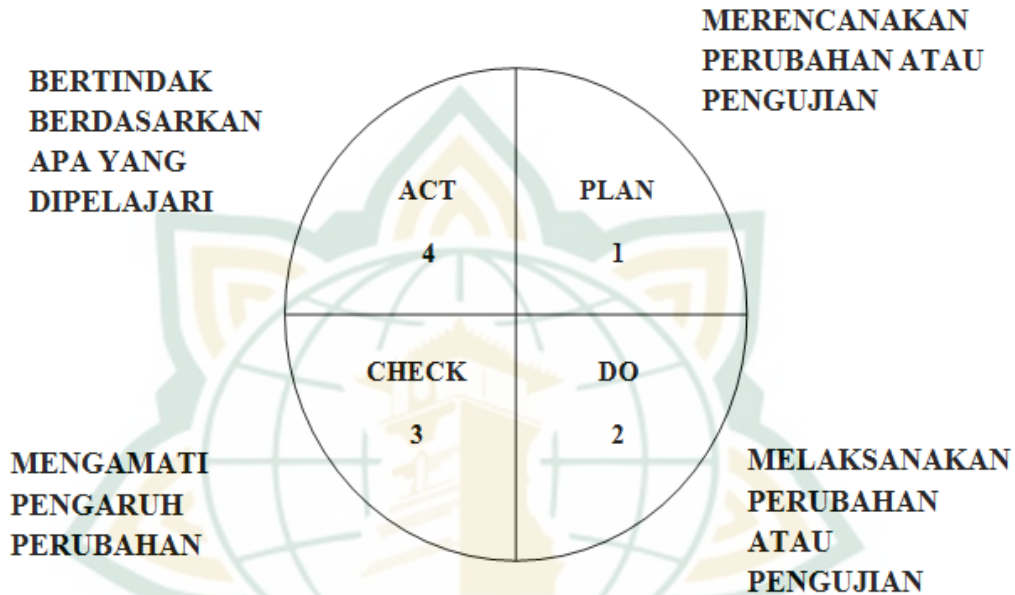 MERENCANAKAN
PERUBAHAN ATAU
PENGUJIAN
BERTINDAK
BERDASARKAN
APA YANG
DIPELAJARI
ACT
4
PLAN
1
CHECK
3
DO
2
MENGAMATI
PENGARUH
PERUBAHAN
MELAKSANAKAN
PERUBAHAN
ATAU
PENGUJIAN